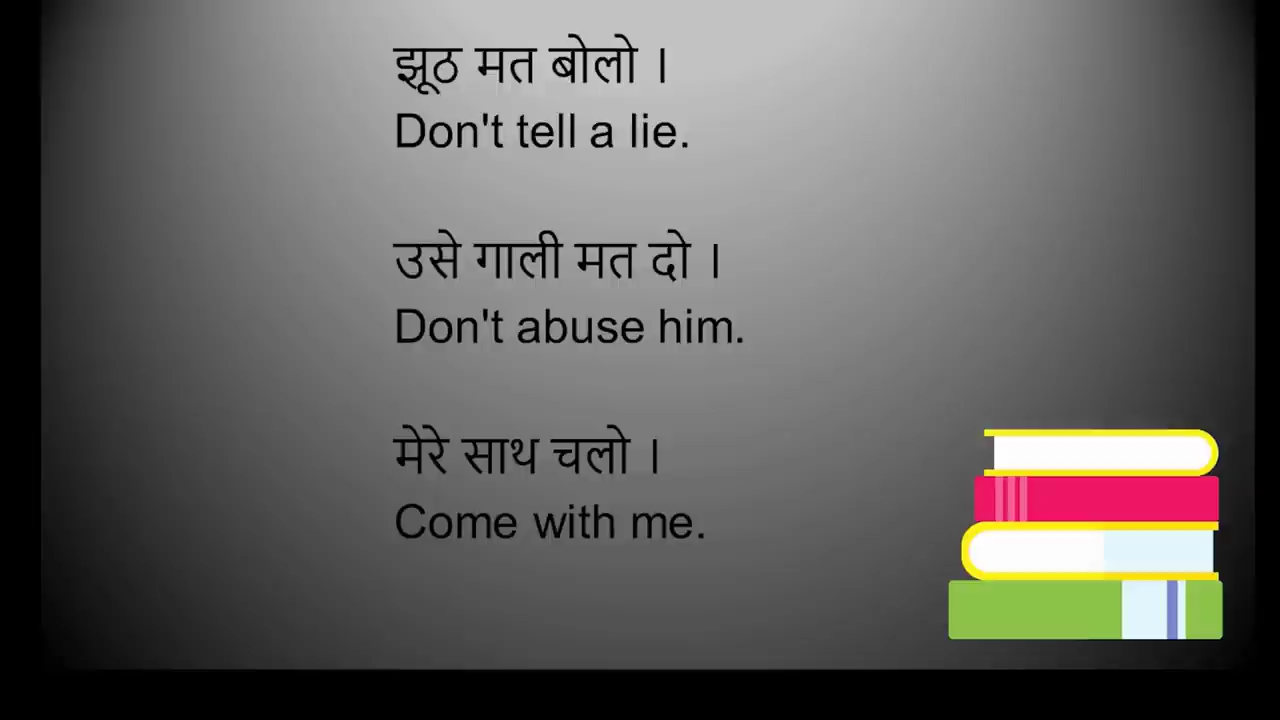 झूठ मत बोलो ।
Don't tell a lie.
उसे गाली मत दो ।
Don't abuse him.
मेरे साथ चलो ।
Come with me.